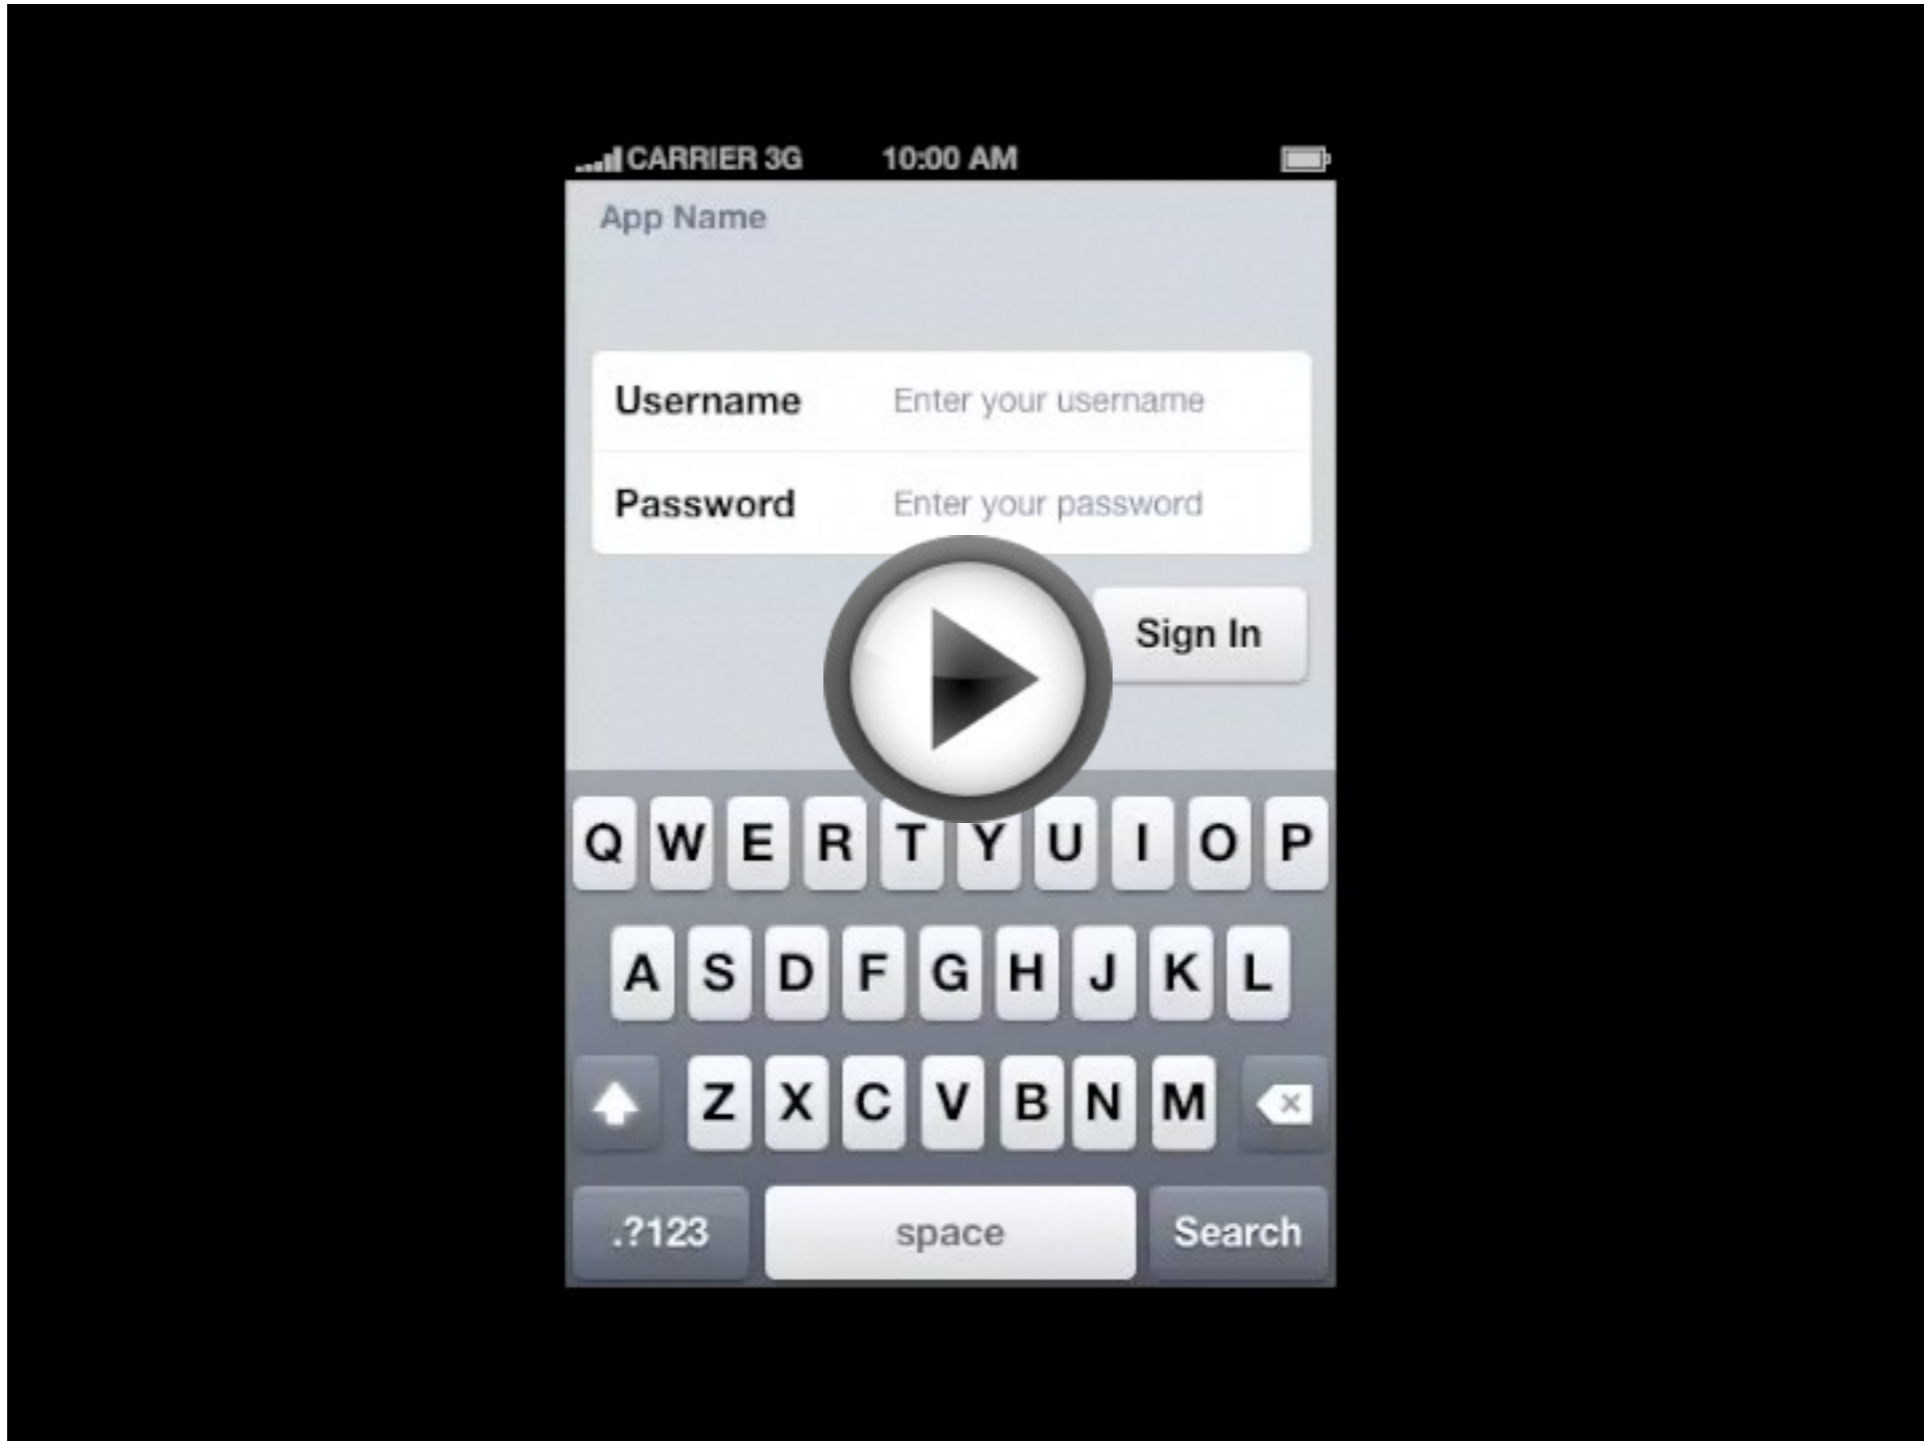 CARRIER 3G 10:00 AM
App Name
Username Enter your username
Password Enter your password
Sign In
Q W E R T Y U I O P
A S D F G H J K L
Z X C V B N M
.?123 space Search